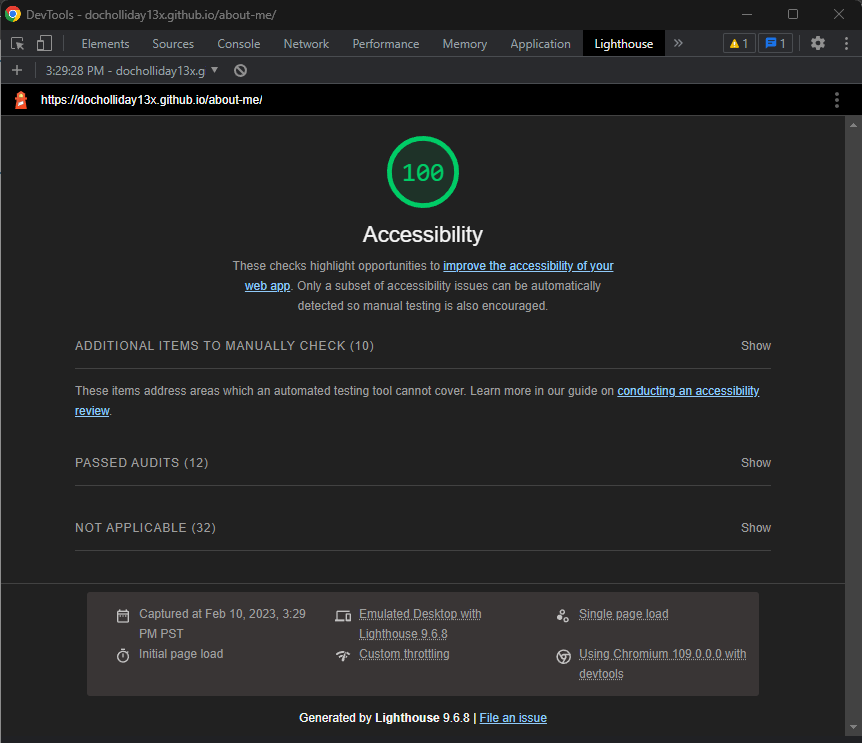 DevTools - docholliday13x.github.io/about-me/
Elements Sources Console Network Performance Memory Application Lighthouse » 1 1
3:29:28 PM - docholliday13x.g
https://docholliday13x.github.io/about-me/
100
Accessibility
These checks highlight opportunities to improve the accessibility of your
web app. Only a subset of accessibility issues can be automatically
detected so manual testing is also encouraged.
ADDITIONAL ITEMS TO MANUALLY CHECK (10) Show
These items address areas which an automated testing tool cannot cover. Learn more in our guide on conducting an accessibility
review.
PASSED AUDITS (12) Show
NOT APPLICABLE (32) Show
Captured at Feb 10, 2023, 3:29
PM PST
Initial page load
Emulated Desktop with
Lighthouse 9.6.8
Custom throttling
Single page load
Using Chromium 109.0.0.0 with
devtools
Generated by Lighthouse 9.6.8 | File an issue